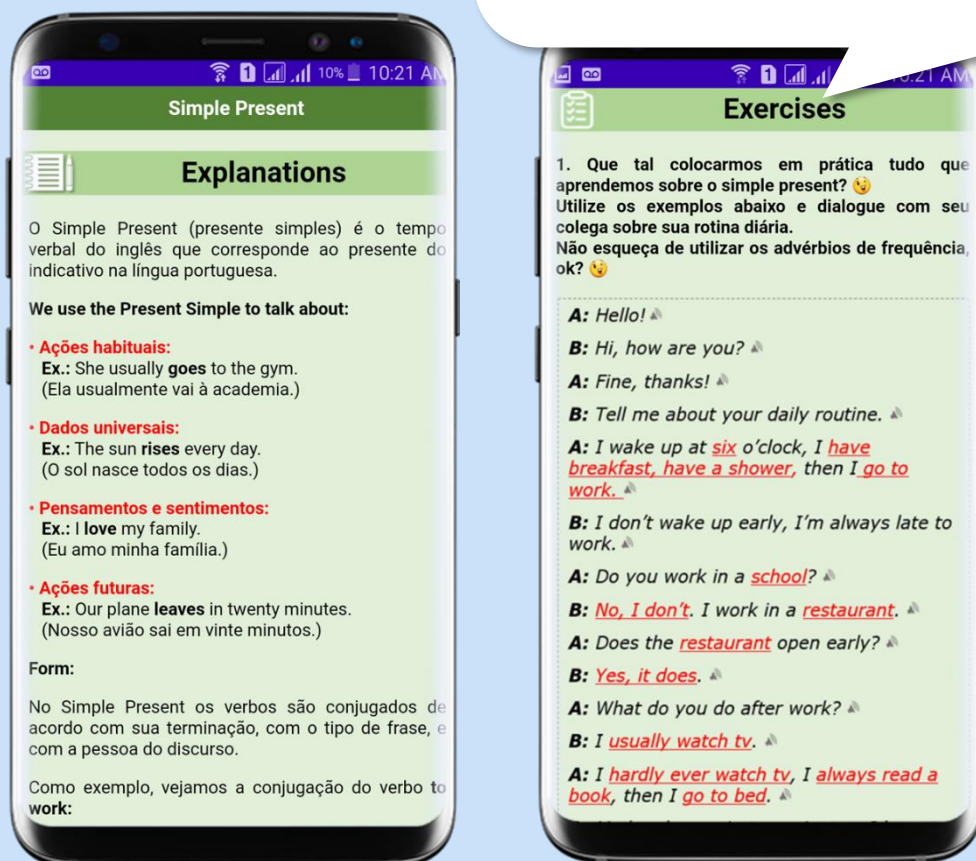 10% 10:21 AM
Simple Present
Explanations
O Simple Present (presente simples) é o tempo
verbal do inglês que corresponde ao presente do
indicativo na língua portuguesa.
We use the Present Simple to talk about:
• Ações habituais:
Ex.: She usually goes to the gym.
(Ela usualmente vai à academia.)
• Dados universais:
Ex.: The sun rises every day.
(O sol nasce todos os dias.)
• Pensamentos e sentimentos:
Ex.: I love my family.
(Eu amo minha família.)
• Ações futuras:
Ex.: Our plane leaves in twenty minutes.
(Nosso avião sai em vinte minutos.)
Form:
No Simple Present os verbos são conjugados de
acordo com sua terminação, com o tipo de frase, e
com a pessoa do discurso.
Como exemplo, vejamos a conjugação do verbo to
work:
10:21 AM
Exercises
1. Que tal colocarmos em prática tudo que
aprendemos sobre o simple present? 😉
Utilize os exemplos abaixo e dialogue com seu
colega sobre sua rotina diária.
Não esqueça de utilizar os advérbios de frequência,
ok? 😉
A: Hello!
B: Hi, how are you?
A: Fine, thanks!
B: Tell me about your daily routine.
A: I wake up at six o’clock, I have
breakfast, have a shower, then I go to
work.
B: I don’t wake up early, I’m always late to
work.
A: Do you work in a school?
B: No, I don’t. I work in a restaurant.
A: Does the restaurant open early?
B: Yes, it does.
A: What do you do after work?
B: I usually watch tv.
A: I hardly ever watch tv, I always read a
book, then I go to bed.